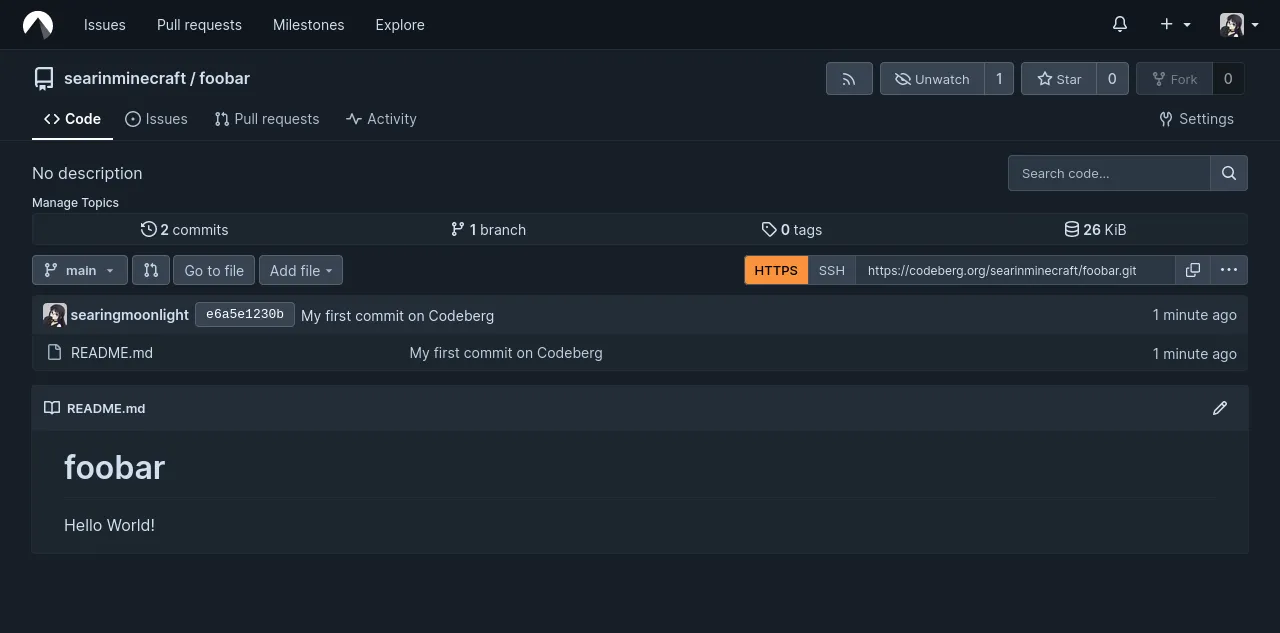 Issues Pull requests Milestones Explore
searinminecraft / foobar Unwatch 1 Star 0 Fork 0
Code Issues Pull requests Activity Settings
No description Search code...
Manage Topics
2 commits 1 branch 0 tags 26 KiB
main Go to file Add file HTTPS SSH https://codeberg.org/searinminecraft/foobar.git
searingmoonlight e6a5e1230b My first commit on Codeberg 1 minute ago
README.md My first commit on Codeberg 1 minute ago
README.md
foobar
Hello World!